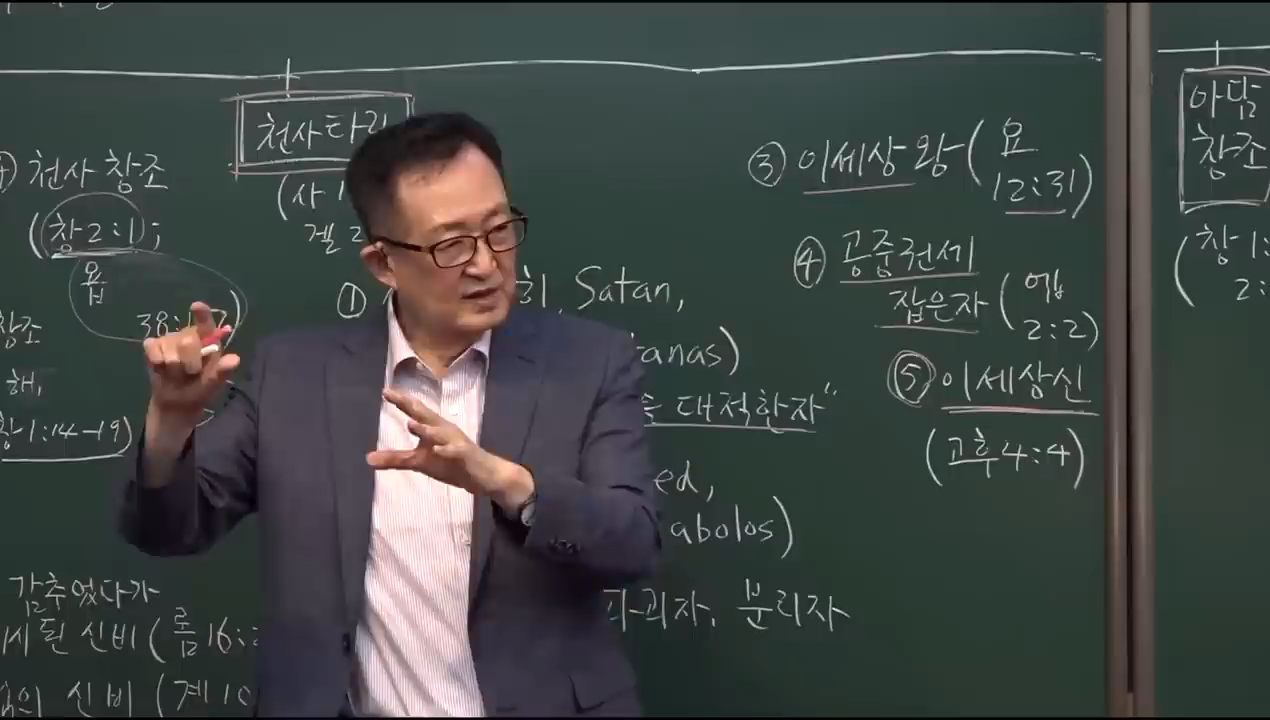 천사타락
④ 천사 창조
(창2:1;
욥
38:
창조
해,
창1:14-19)
감추었다가
시된 신비 (롬16:
의 신비 (계10
(사1
겔2
①
Satan,
tanas)
대적한자"
ed,
abolos)
파괴자, 분리자
③ 이세상 왕 (요
12:31)
④ 공중권세
잡은자 (엡
2:2)
⑤ 이세상신
(고후4:4)
아담
창조
(창1:
2: